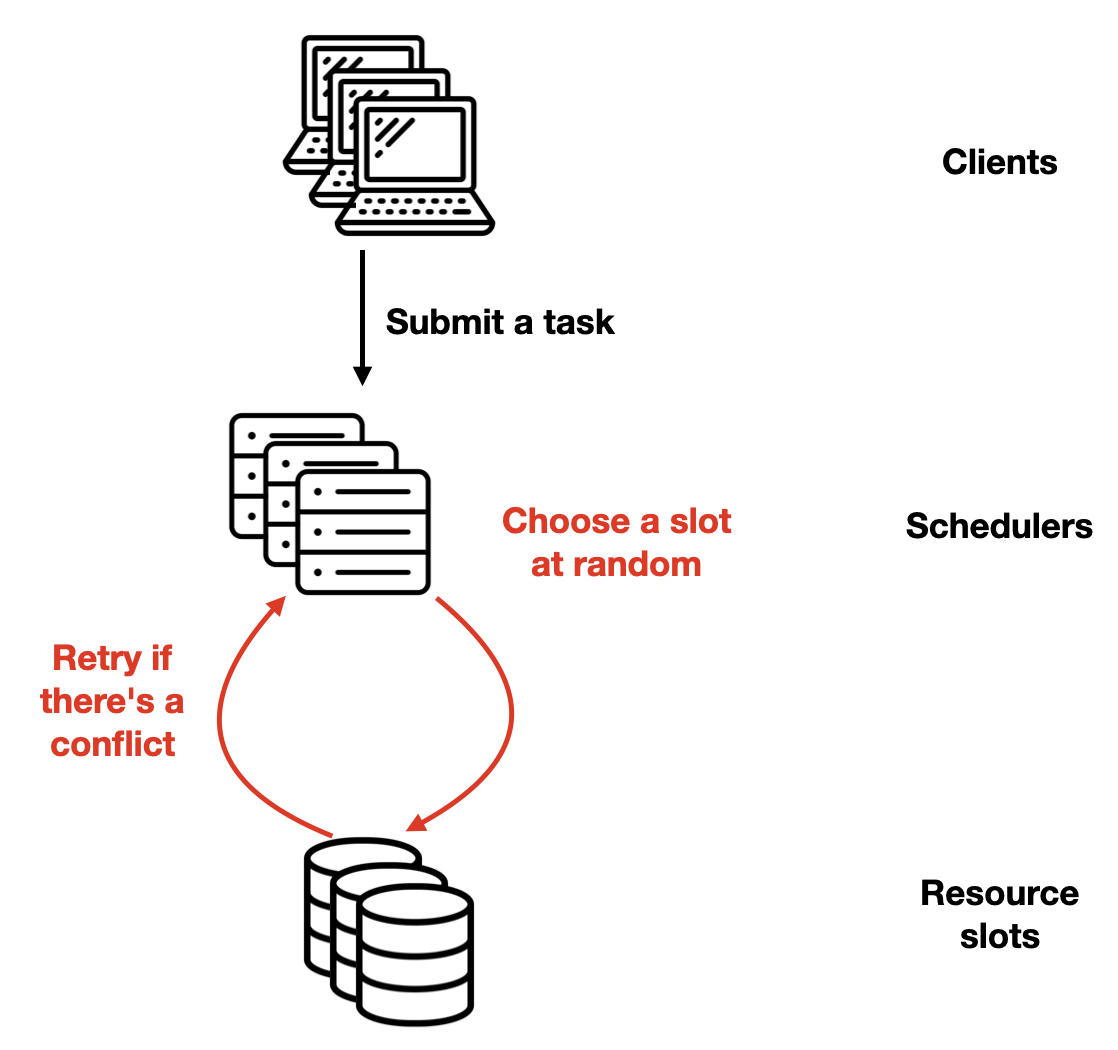 Clients
Submit a task
Choose a slot
at random
Schedulers
Retry if
there's a
conflict
Resource
slots